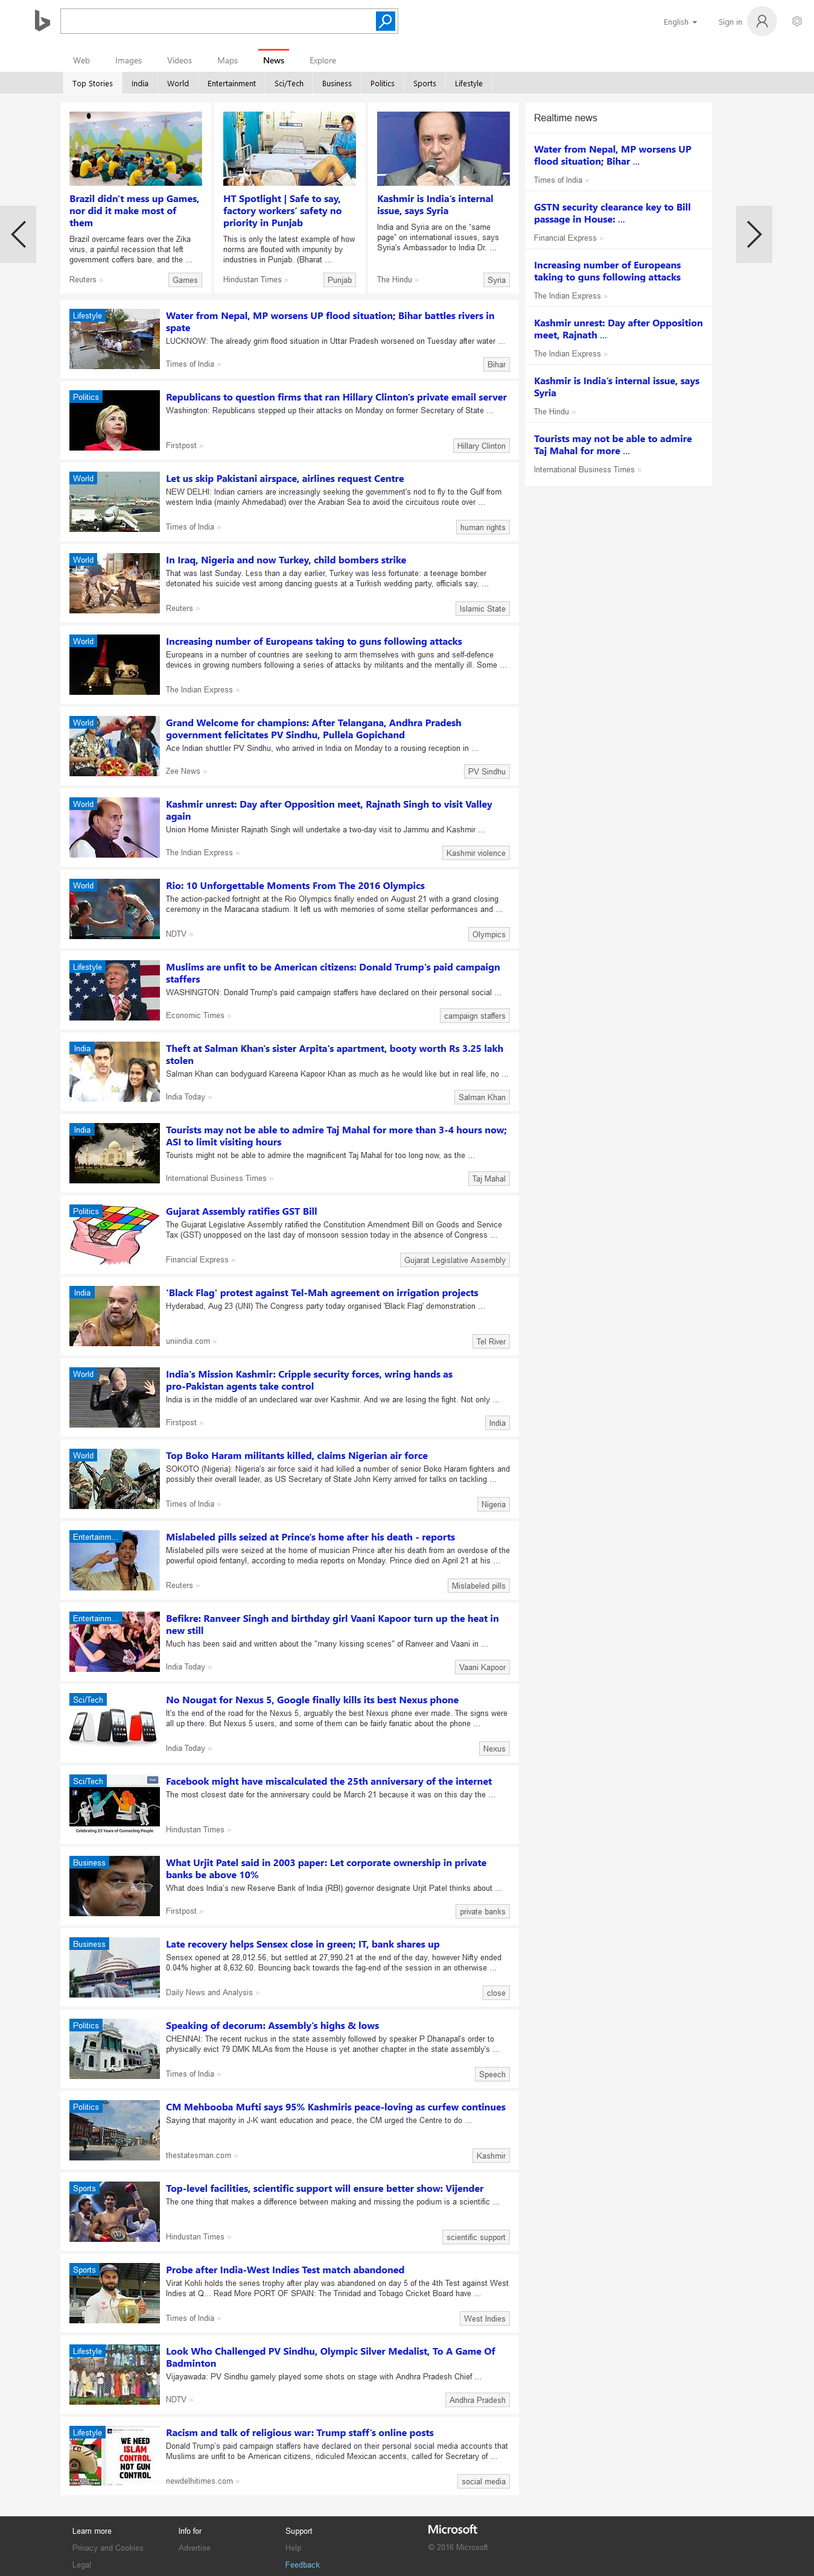 English
Sign in
Web
Images
Videos
Maps
News
Explore
Top Stories
India
World
Entertainment
Sci/Tech
Business
Politics
Sports
Lifestyle
Brazil didn't mess up Games,
nor did it make most of
them
Brazil overcame fears over the Zika
virus, a painful recession that left
government coffers bare, and the ...
Reuters »
Games
HT Spotlight | Safe to say,
factory workers' safety no
priority in Punjab
This is only the latest example of how
norms are flouted with impunity by
industries in Punjab. (Bharat ...
Hindustan Times »
Punjab
Kashmir is India's internal
issue, says Syria
India and Syria are on the "same
page" on international issues, says
Syria's Ambassador to India Dr. ...
The Hindu »
Syria
Realtime news
Water from Nepal, MP worsens UP
flood situation; Bihar ...
Times of India »
GSTN security clearance key to Bill
passage in House: ...
Financial Express »
Increasing number of Europeans
taking to guns following attacks
The Indian Express »
Kashmir unrest: Day after Opposition
meet, Rajnath ...
The Indian Express »
Kashmir is India's internal issue, says
Syria
The Hindu »
Tourists may not be able to admire
Taj Mahal for more ...
International Business Times »
Lifestyle
Water from Nepal, MP worsens UP flood situation; Bihar battles rivers in
spate
LUCKNOW: The already grim flood situation in Uttar Pradesh worsened on Tuesday after water ...
Times of India »
Bihar
Politics
Republicans to question firms that ran Hillary Clinton's private email server
Washington: Republicans stepped up their attacks on Monday on former Secretary of State ...
Firstpost »
Hillary Clinton
World
Let us skip Pakistani airspace, airlines request Centre
NEW DELHI: Indian carriers are increasingly seeking the government's nod to fly to the Gulf from
western India (mainly Ahmedabad) over the Arabian Sea to avoid the circuitous route over ...
Times of India »
human rights
World
In Iraq, Nigeria and now Turkey, child bombers strike
That was last Sunday. Less than a day earlier, Turkey was less fortunate: a teenage bomber
detonated his suicide vest among dancing guests at a Turkish wedding party, officials say, ...
Reuters »
Islamic State
World
Increasing number of Europeans taking to guns following attacks
Europeans in a number of countries are seeking to arm themselves with guns and self-defence
devices in growing numbers following a series of attacks by militants and the mentally ill. Some ...
The Indian Express »
World
Grand Welcome for champions: After Telangana, Andhra Pradesh
government felicitates PV Sindhu, Pullela Gopichand
Ace Indian shuttler PV Sindhu, who arrived in India on Monday to a rousing reception in ...
Zee News »
PV Sindhu
World
Kashmir unrest: Day after Opposition meet, Rajnath Singh to visit Valley
again
Union Home Minister Rajnath Singh will undertake a two-day visit to Jammu and Kashmir ...
The Indian Express »
Kashmir violence
World
Rio: 10 Unforgettable Moments From The 2016 Olympics
The action-packed fortnight at the Rio Olympics finally ended on August 21 with a grand closing
ceremony in the Maracana stadium. It left us with memories of some stellar performances and ...
NDTV »
Olympics
Lifestyle
Muslims are unfit to be American citizens: Donald Trump's paid campaign
staffers
WASHINGTON: Donald Trump's paid campaign staffers have declared on their personal social ...
Economic Times »
campaign staffers
India
Theft at Salman Khan's sister Arpita's apartment, booty worth Rs 3.25 lakh
stolen
Salman Khan can bodyguard Kareena Kapoor Khan as much as he would like but in real life, no ...
India Today »
Salman Khan
India
Tourists may not be able to admire Taj Mahal for more than 3-4 hours now;
ASI to limit visiting hours
Tourists might not be able to admire the magnificent Taj Mahal for too long now, as the ...
International Business Times »
Taj Mahal
Politics
Gujarat Assembly ratifies GST Bill
The Gujarat Legislative Assembly ratified the Constitution Amendment Bill on Goods and Service
Tax (GST) unopposed on the last day of monsoon session today in the absence of Congress ...
Financial Express »
Gujarat Legislative Assembly
India
'Black Flag' protest against Tel-Mah agreement on irrigation projects
Hyderabad, Aug 23 (UNI) The Congress party today organised 'Black Flag' demonstration ...
uniindia.com »
Tel River
World
India's Mission Kashmir: Cripple security forces, wring hands as
pro-Pakistan agents take control
India is in the middle of an undeclared war over Kashmir. And we are losing the fight. Not only ...
Firstpost »
India
World
Top Boko Haram militants killed, claims Nigerian air force
SOKOTO (Nigeria): Nigeria's air force said it had killed a number of senior Boko Haram fighters and
possibly their overall leader, as US Secretary of State John Kerry arrived for talks on tackling ...
Times of India »
Nigeria
Entertainm...
Mislabeled pills seized at Prince's home after his death - reports
Mislabeled pills were seized at the home of musician Prince after his death from an overdose of the
powerful opioid fentanyl, according to media reports on Monday. Prince died on April 21 at his ...
Reuters »
Mislabeled pills
Entertainm...
Befikre: Ranveer Singh and birthday girl Vaani Kapoor turn up the heat in
new still
Much has been said and written about the "many kissing scenes" of Ranveer and Vaani in ...
India Today »
Vaani Kapoor
Sci/Tech
No Nougat for Nexus 5, Google finally kills its best Nexus phone
It's the end of the road for the Nexus 5, arguably the best Nexus phone ever made. The signs were
all up there. But Nexus 5 users, and some of them can be fairly fanatic about the phone ...
India Today »
Nexus
Sci/Tech
Celebrating 25 Years of Connecting People
Facebook might have miscalculated the 25th anniversary of the internet
The most closest date for the anniversary could be March 21 because it was on this day the ...
Hindustan Times »
Business
What Urjit Patel said in 2003 paper: Let corporate ownership in private
banks be above 10%
What does India's new Reserve Bank of India (RBI) governor designate Urjit Patel thinks about ...
Firstpost »
private banks
Business
Late recovery helps Sensex close in green; IT, bank shares up
Sensex opened at 28,012.56, but settled at 27,990.21 at the end of the day, however Nifty ended
0.04% higher at 8,632.60. Bouncing back towards the fag-end of the session in an otherwise ...
Daily News and Analysis »
close
Politics
Speaking of decorum: Assembly's highs & lows
CHENNAI: The recent ruckus in the state assembly followed by speaker P Dhanapal's order to
physically evict 79 DMK MLAs from the House is yet another chapter in the state assembly's ...
Times of India »
Speech
Politics
CM Mehbooba Mufti says 95% Kashmiris peace-loving as curfew continues
Saying that majority in J-K want education and peace, the CM urged the Centre to do ...
thestatesman.com »
Kashmir
Sports
Top-level facilities, scientific support will ensure better show: Vijender
The one thing that makes a difference between making and missing the podium is a scientific ...
Hindustan Times »
scientific support
Sports
Probe after India-West Indies Test match abandoned
Virat Kohli holds the series trophy after play was abandoned on day 5 of the 4th Test against West
Indies at Q... Read More PORT OF SPAIN: The Trinidad and Tobago Cricket Board have ...
Times of India »
West Indies
Lifestyle
Look Who Challenged PV Sindhu, Olympic Silver Medalist, To A Game Of
Badminton
Vijayawada: PV Sindhu gamely played some shots on stage with Andhra Pradesh Chief ...
NDTV »
Andhra Pradesh
Lifestyle
WE NEED
ISLAM
CONTROL
NOT GUN
CONTROL
Racism and talk of religious war: Trump staff's online posts
Donald Trump's paid campaign staffers have declared on their personal social media accounts that
Muslims are unfit to be American citizens, ridiculed Mexican accents, called for Secretary of ...
newdelhitimes.com »
social media
Learn more
Info for
Support
Microsoft
Privacy and Cookies
Advertise
Help
© 2016 Microsoft
Legal
Feedback